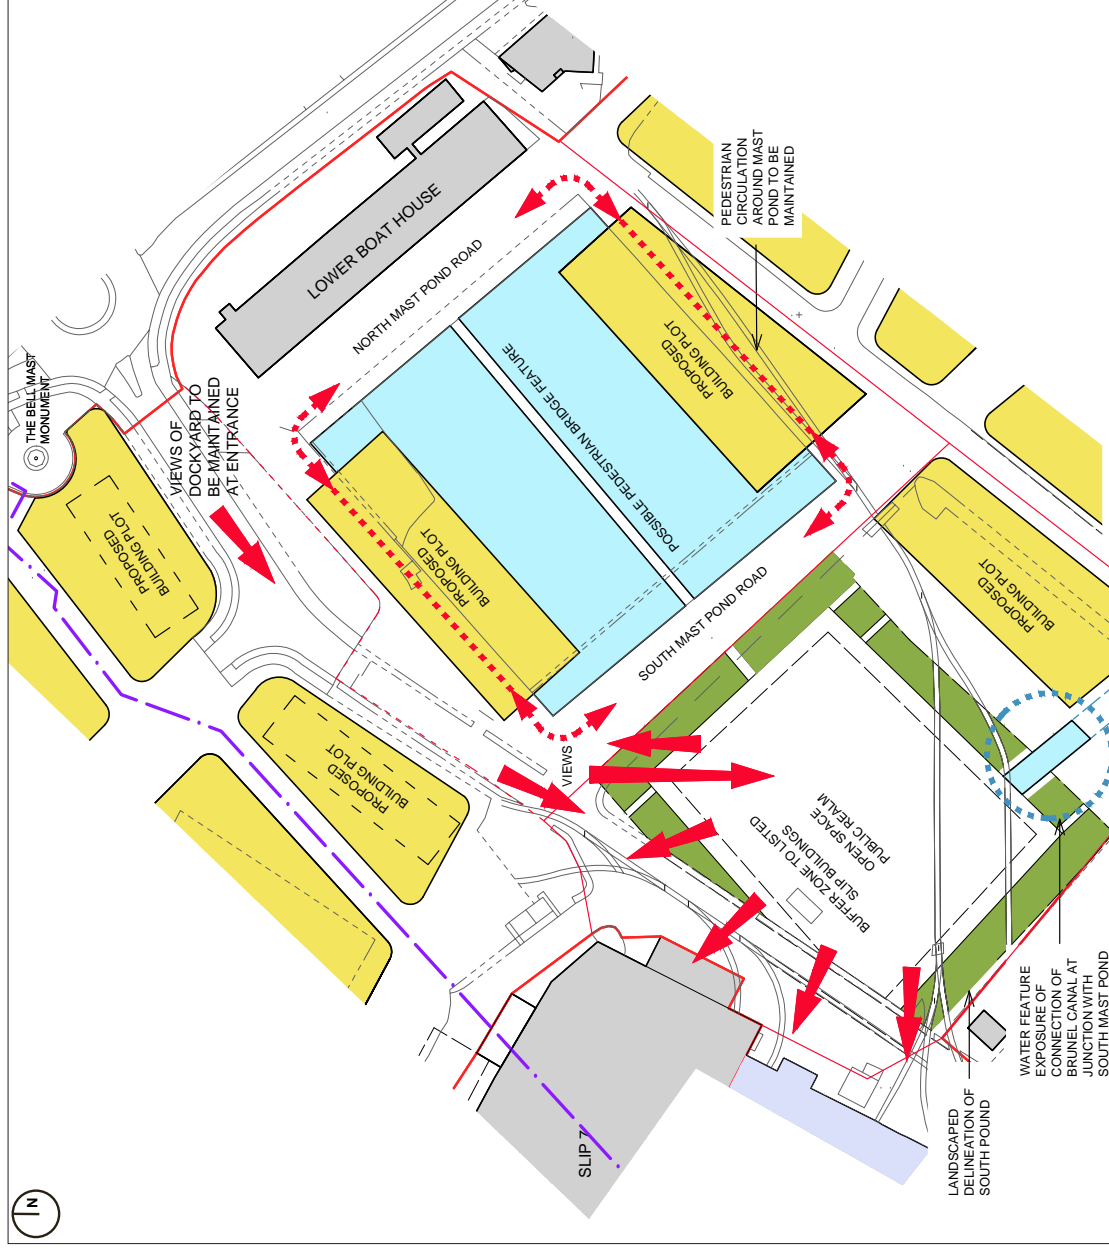 THE BELL MAST
MONUMENT
VIEWS OF
DOCKYARD TO
BE MAINTAINED
AT ENTRANCE
PROPOSED
BUILDING PLOT
LOWER BOAT HOUSE
NORTH MAST POND ROAD
PEDESTRIAN
CIRCULATION
AROUND MAST
POND TO BE
MAINTAINED
PROPOSED
BUILDING PLOT
POSSIBLE PEDESTRIAN BRIDGE FEATURE
PROPOSED
BUILDING PLOT
SOUTH MAST POND ROAD
PROPOSED
BUILDING PLOT
PROPOSED
BUILDING PLOT
VIEWS
BUFFER ZONE TO LISTED
SLIP BUILDINGS
OPEN SPACE
PUBLIC REALM
SLIP 7
WATER FEATURE
EXPOSURE OF
CONNECTION OF
BRUNEL CANAL AT
JUNCTION WITH
SOUTH MAST POND
LANDSCAPED
DELINEATION OF
SOUTH POUND
N